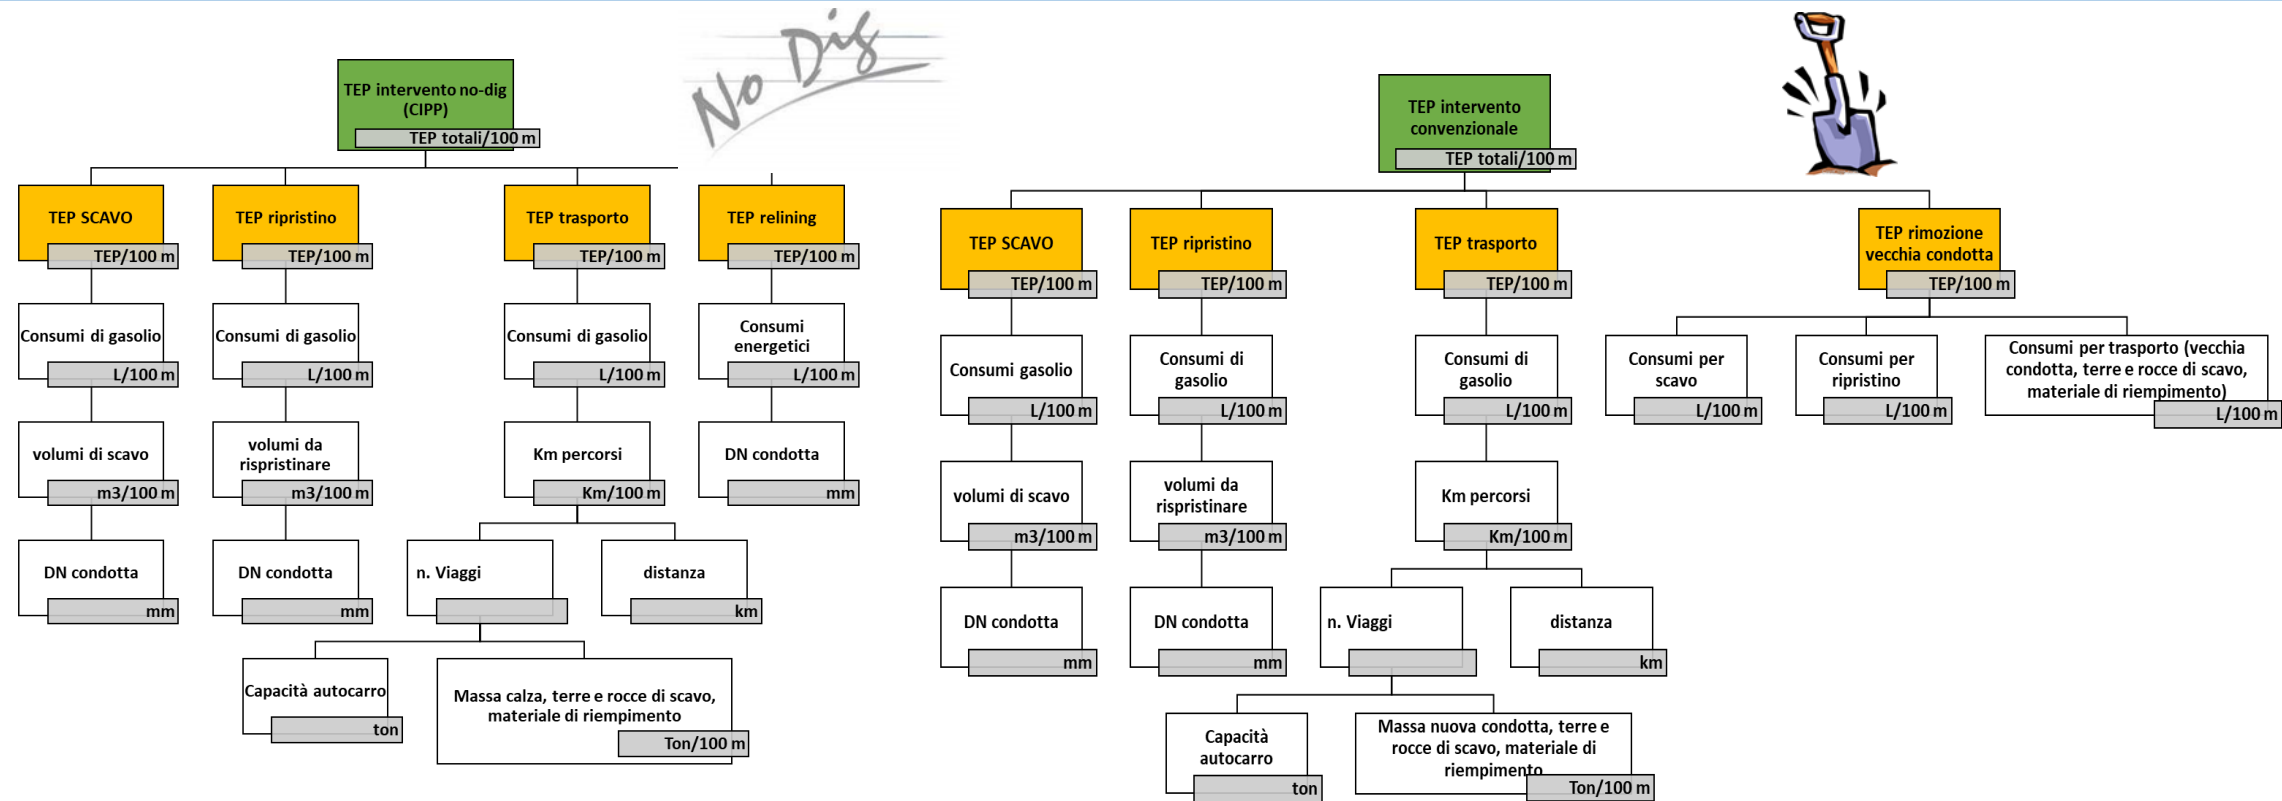 No Dig
TEP intervento no-dig
(CIPP)
TEP totali/100 m
TEP SCAVO
TEP/100 m
TEP ripristino
TEP/100 m
TEP trasporto
TEP/100 m
TEP relining
TEP/100 m
Consumi di gasolio
L/100 m
Consumi di gasolio
L/100 m
Consumi di gasolio
L/100 m
Consumi
energetici
L/100 m
volumi di scavo
m3/100 m
volumi da
rispristinare
m3/100 m
Km percorsi
Km/100 m
DN condotta
mm
DN condotta
mm
DN condotta
mm
n. Viaggi
distanza
km
Capacità autocarro
ton
Massa calza, terre e rocce di scavo,
materiale di riempimento
Ton/100 m
TEP intervento
convenzionale
TEP totali/100 m
TEP SCAVO
TEP/100 m
TEP ripristino
TEP/100 m
TEP trasporto
TEP/100 m
TEP rimozione
vecchia condotta
TEP/100 m
Consumi gasolio
L/100 m
Consumi di
gasolio
L/100 m
Consumi di
gasolio
L/100 m
Consumi per
scavo
L/100 m
Consumi per
ripristino
L/100 m
Consumi per trasporto (vecchia
condotta, terre e rocce di scavo,
materiale di riempimento)
L/100 m
volumi di scavo
m3/100 m
volumi da
rispristinare
m3/100 m
Km percorsi
Km/100 m
DN condotta
mm
DN condotta
mm
n. Viaggi
distanza
km
Capacità
autocarro
ton
Massa nuova condotta, terre e
rocce di scavo, materiale di
riempimento
Ton/100 m